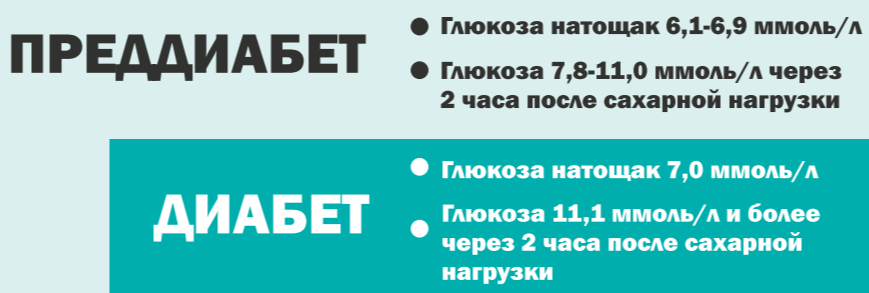 ПРЕДДИАБЕТ
● Глюкоза натощак 6,1-6,9 ммоль/л
● Глюкоза 7,8-11,0 ммоль/л через
2 часа после сахарной нагрузки
ДИАБЕТ
● Глюкоза натощак 7,0 ммоль/л
● Глюкоза 11,1 ммоль/л и более
через 2 часа после сахарной
нагрузки